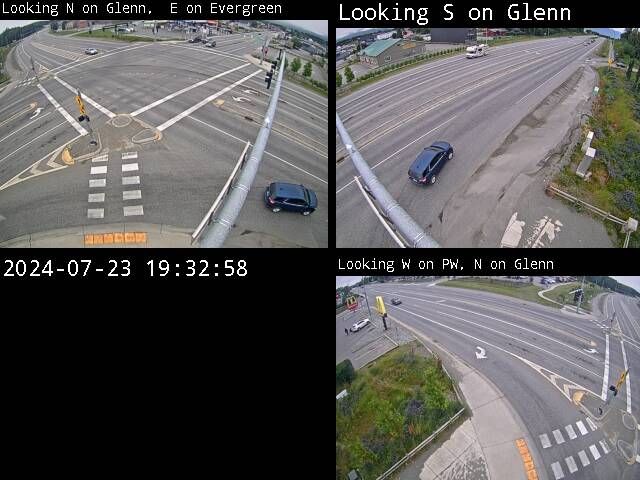 Looking N on Glenn,  E on Evergreen
Looking S on Glenn
2024-07-23 19:32:58
Looking W on PW, N on Glenn